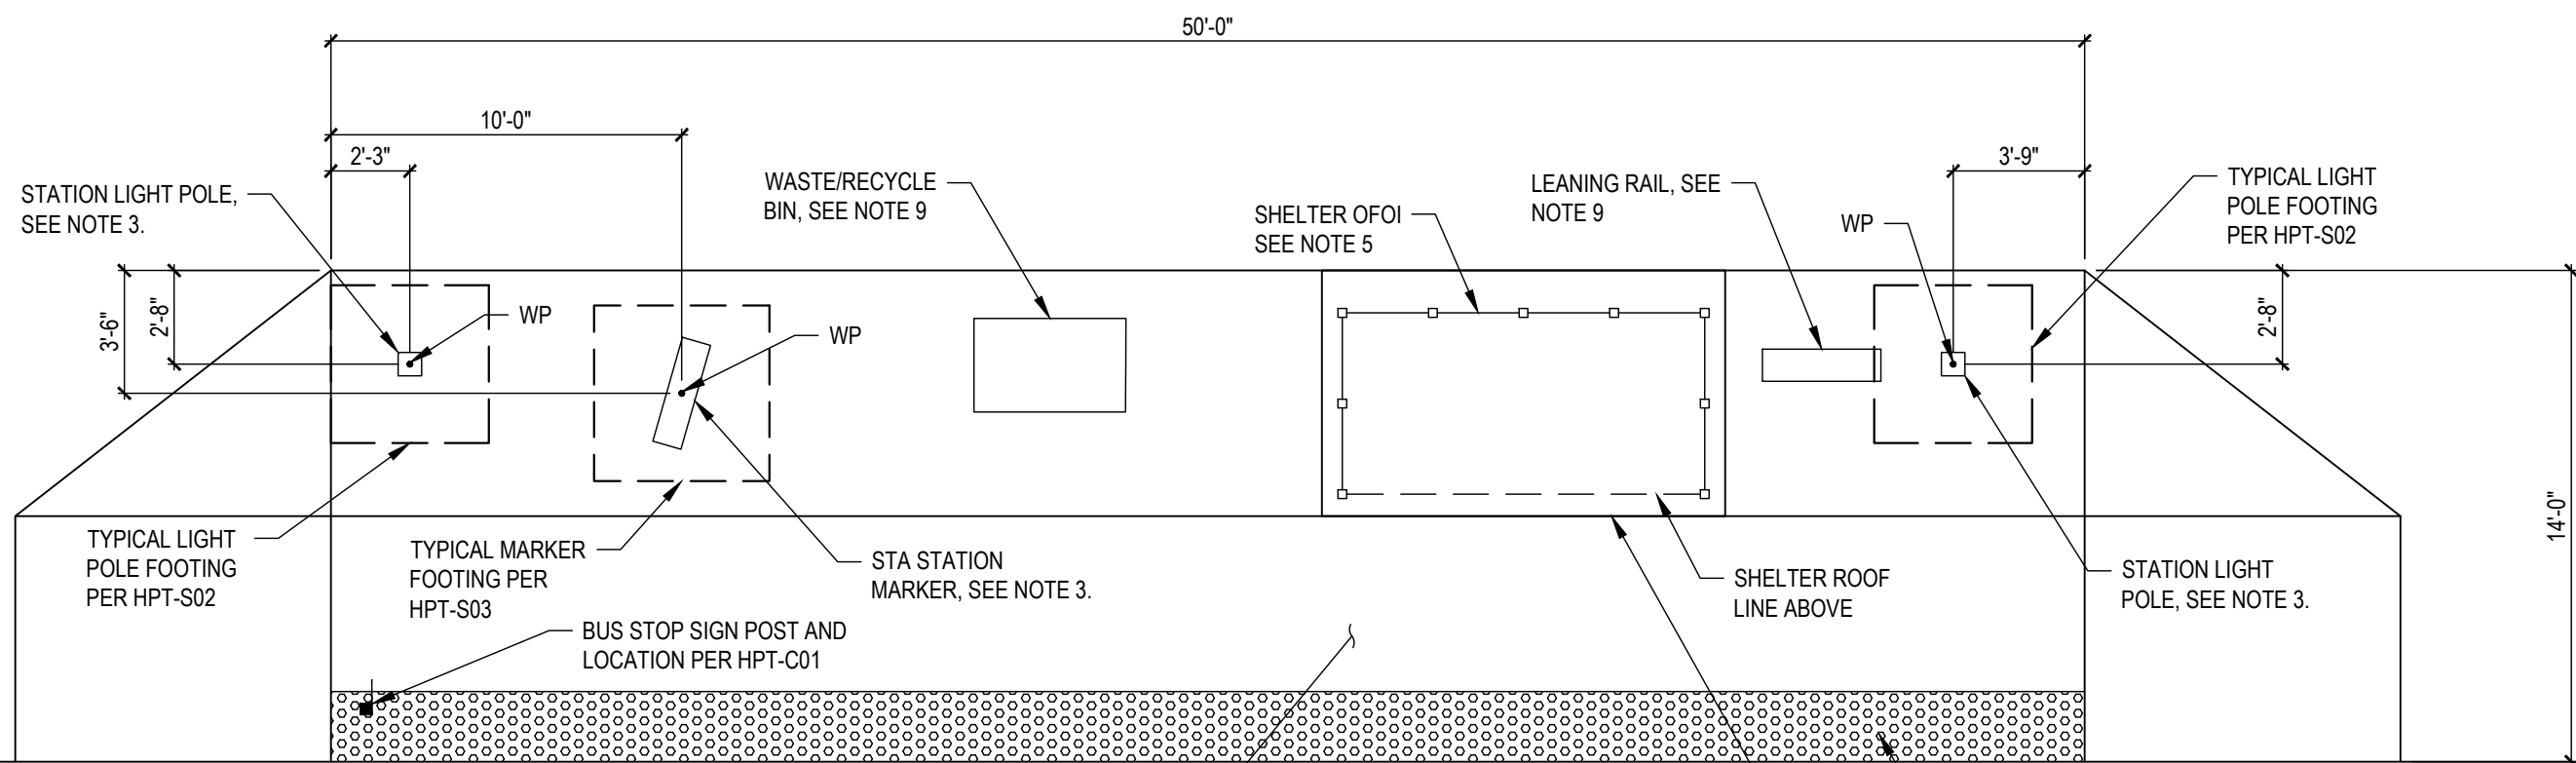 50'-0"
10'-0"
2'-3"
3'-9"
STATION LIGHT POLE,
SEE NOTE 3.
WASTE/RECYCLE
BIN, SEE NOTE 9
SHELTER OFOI
SEE NOTE 5
LEANING RAIL, SEE
NOTE 9
WP
TYPICAL LIGHT
POLE FOOTING
PER HPT-S02
3'-6"
2'-8"
WP
WP
2'-8"
14'-0"
TYPICAL LIGHT
POLE FOOTING
PER HPT-S02
TYPICAL MARKER
FOOTING PER
HPT-S03
STA STATION
MARKER, SEE NOTE 3.
SHELTER ROOF
LINE ABOVE
STATION LIGHT
POLE, SEE NOTE 3.
BUS STOP SIGN POST AND
LOCATION PER HPT-C01